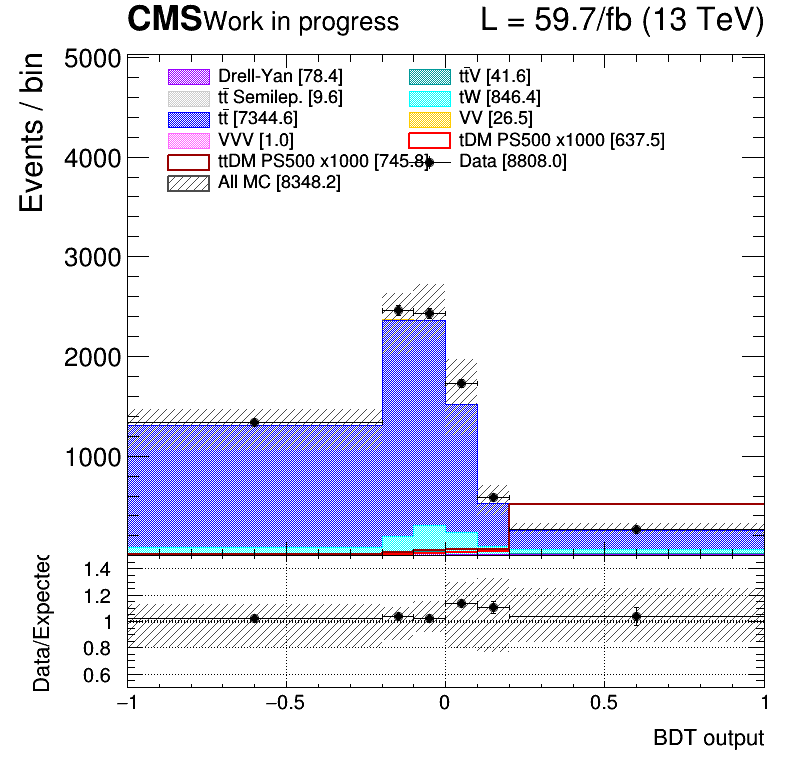 CMS Work in progress L = 59.7/fb (13 TeV)
Events / bin
5000
4000
3000
2000
1000
Drell-Yan [78.4]
tt̄ Semilep. [9.6]
tt̄ [7344.6]
VVV [1.0]
ttDM PS500 x1000 [745.8]
All MC [8348.2]
tt̄V [41.6]
tW [846.4]
VV [26.5]
tDM PS500 x1000 [637.5]
Data [8808.0]
Data/Expected
1.4
1.2
1
0.8
0.6
−1 −0.5 0 0.5 1
BDT output